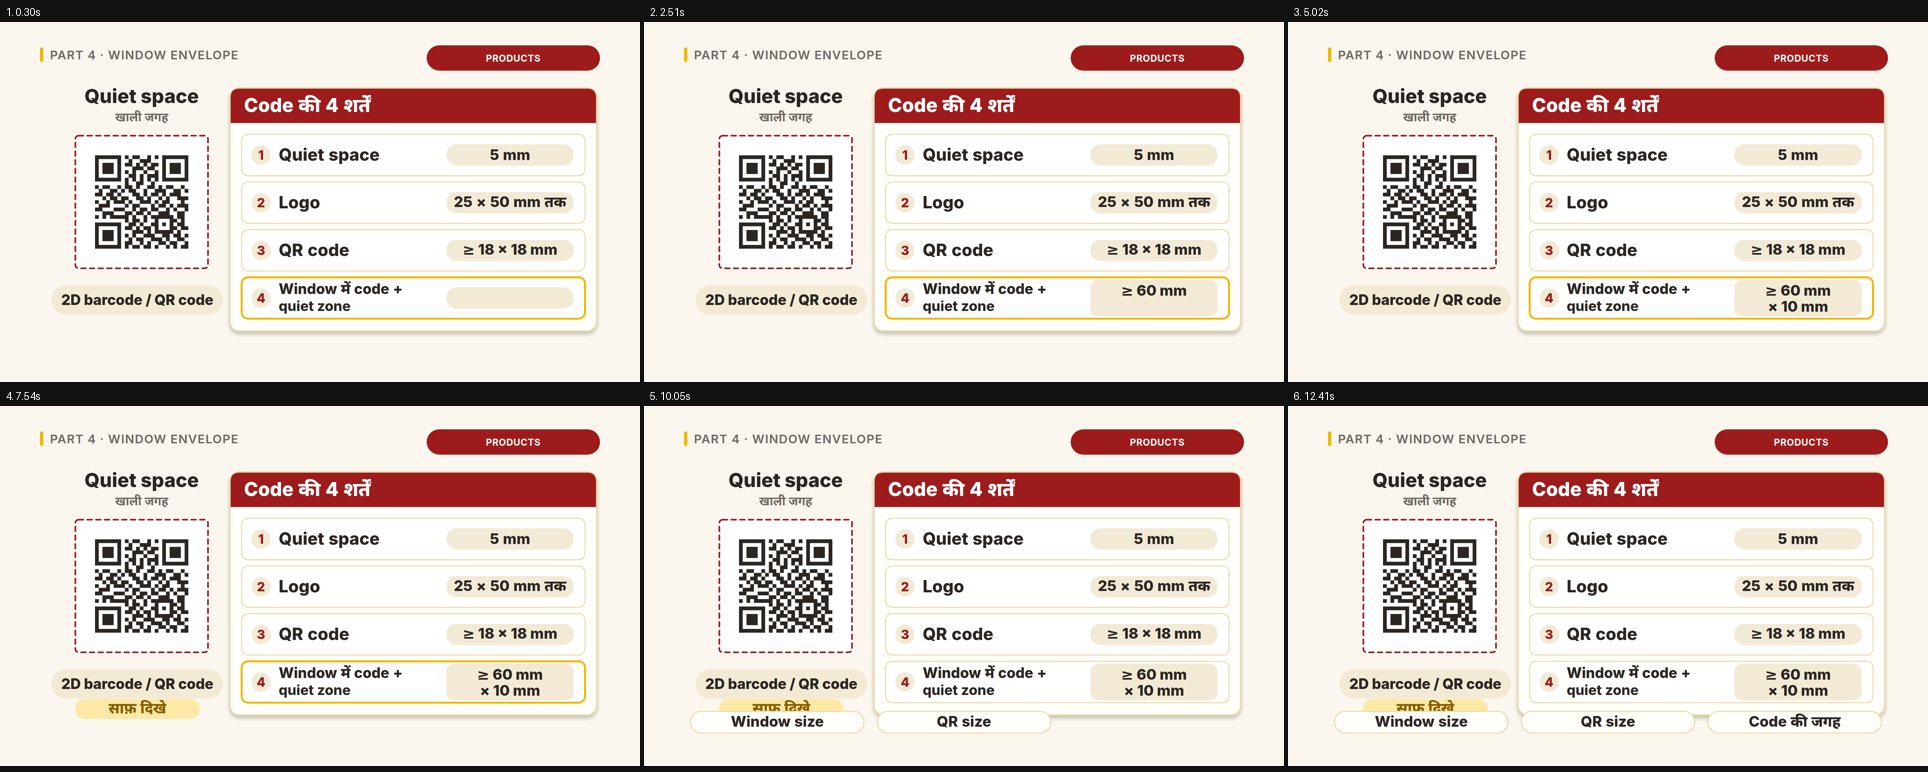 1. 0.30s
PART 4 · WINDOW ENVELOPE
PRODUCTS
Quiet space
खाली जगह
2D barcode / QR code
Code की 4 शर्तें
1 Quiet space 5 mm
2 Logo 25 × 50 mm तक
3 QR code ≥ 18 × 18 mm
4 Window में code +
quiet zone
2. 2.51s
PART 4 · WINDOW ENVELOPE
PRODUCTS
Quiet space
खाली जगह
2D barcode / QR code
Code की 4 शर्तें
1 Quiet space 5 mm
2 Logo 25 × 50 mm तक
3 QR code ≥ 18 × 18 mm
4 Window में code + ≥ 60 mm
quiet zone
3. 5.02s
PART 4 · WINDOW ENVELOPE
PRODUCTS
Quiet space
खाली जगह
2D barcode / QR code
Code की 4 शर्तें
1 Quiet space 5 mm
2 Logo 25 × 50 mm तक
3 QR code ≥ 18 × 18 mm
4 Window में code + ≥ 60 mm
quiet zone × 10 mm
4. 7.54s
PART 4 · WINDOW ENVELOPE
PRODUCTS
Quiet space
खाली जगह
2D barcode / QR code
साफ़ दिखे
Code की 4 शर्तें
1 Quiet space 5 mm
2 Logo 25 × 50 mm तक
3 QR code ≥ 18 × 18 mm
4 Window में code + ≥ 60 mm
quiet zone × 10 mm
5. 10.05s
PART 4 · WINDOW ENVELOPE
PRODUCTS
Quiet space
खाली जगह
2D barcode / QR code
साफ़ दिखे
Code की 4 शर्तें
1 Quiet space 5 mm
2 Logo 25 × 50 mm तक
3 QR code ≥ 18 × 18 mm
4 Window में code + ≥ 60 mm
quiet zone × 10 mm
Window size QR size
6. 12.41s
PART 4 · WINDOW ENVELOPE
PRODUCTS
Quiet space
खाली जगह
2D barcode / QR code
साफ़ दिखे
Code की 4 शर्तें
1 Quiet space 5 mm
2 Logo 25 × 50 mm तक
3 QR code ≥ 18 × 18 mm
4 Window में code + ≥ 60 mm
quiet zone × 10 mm
Window size QR size Code की जगह